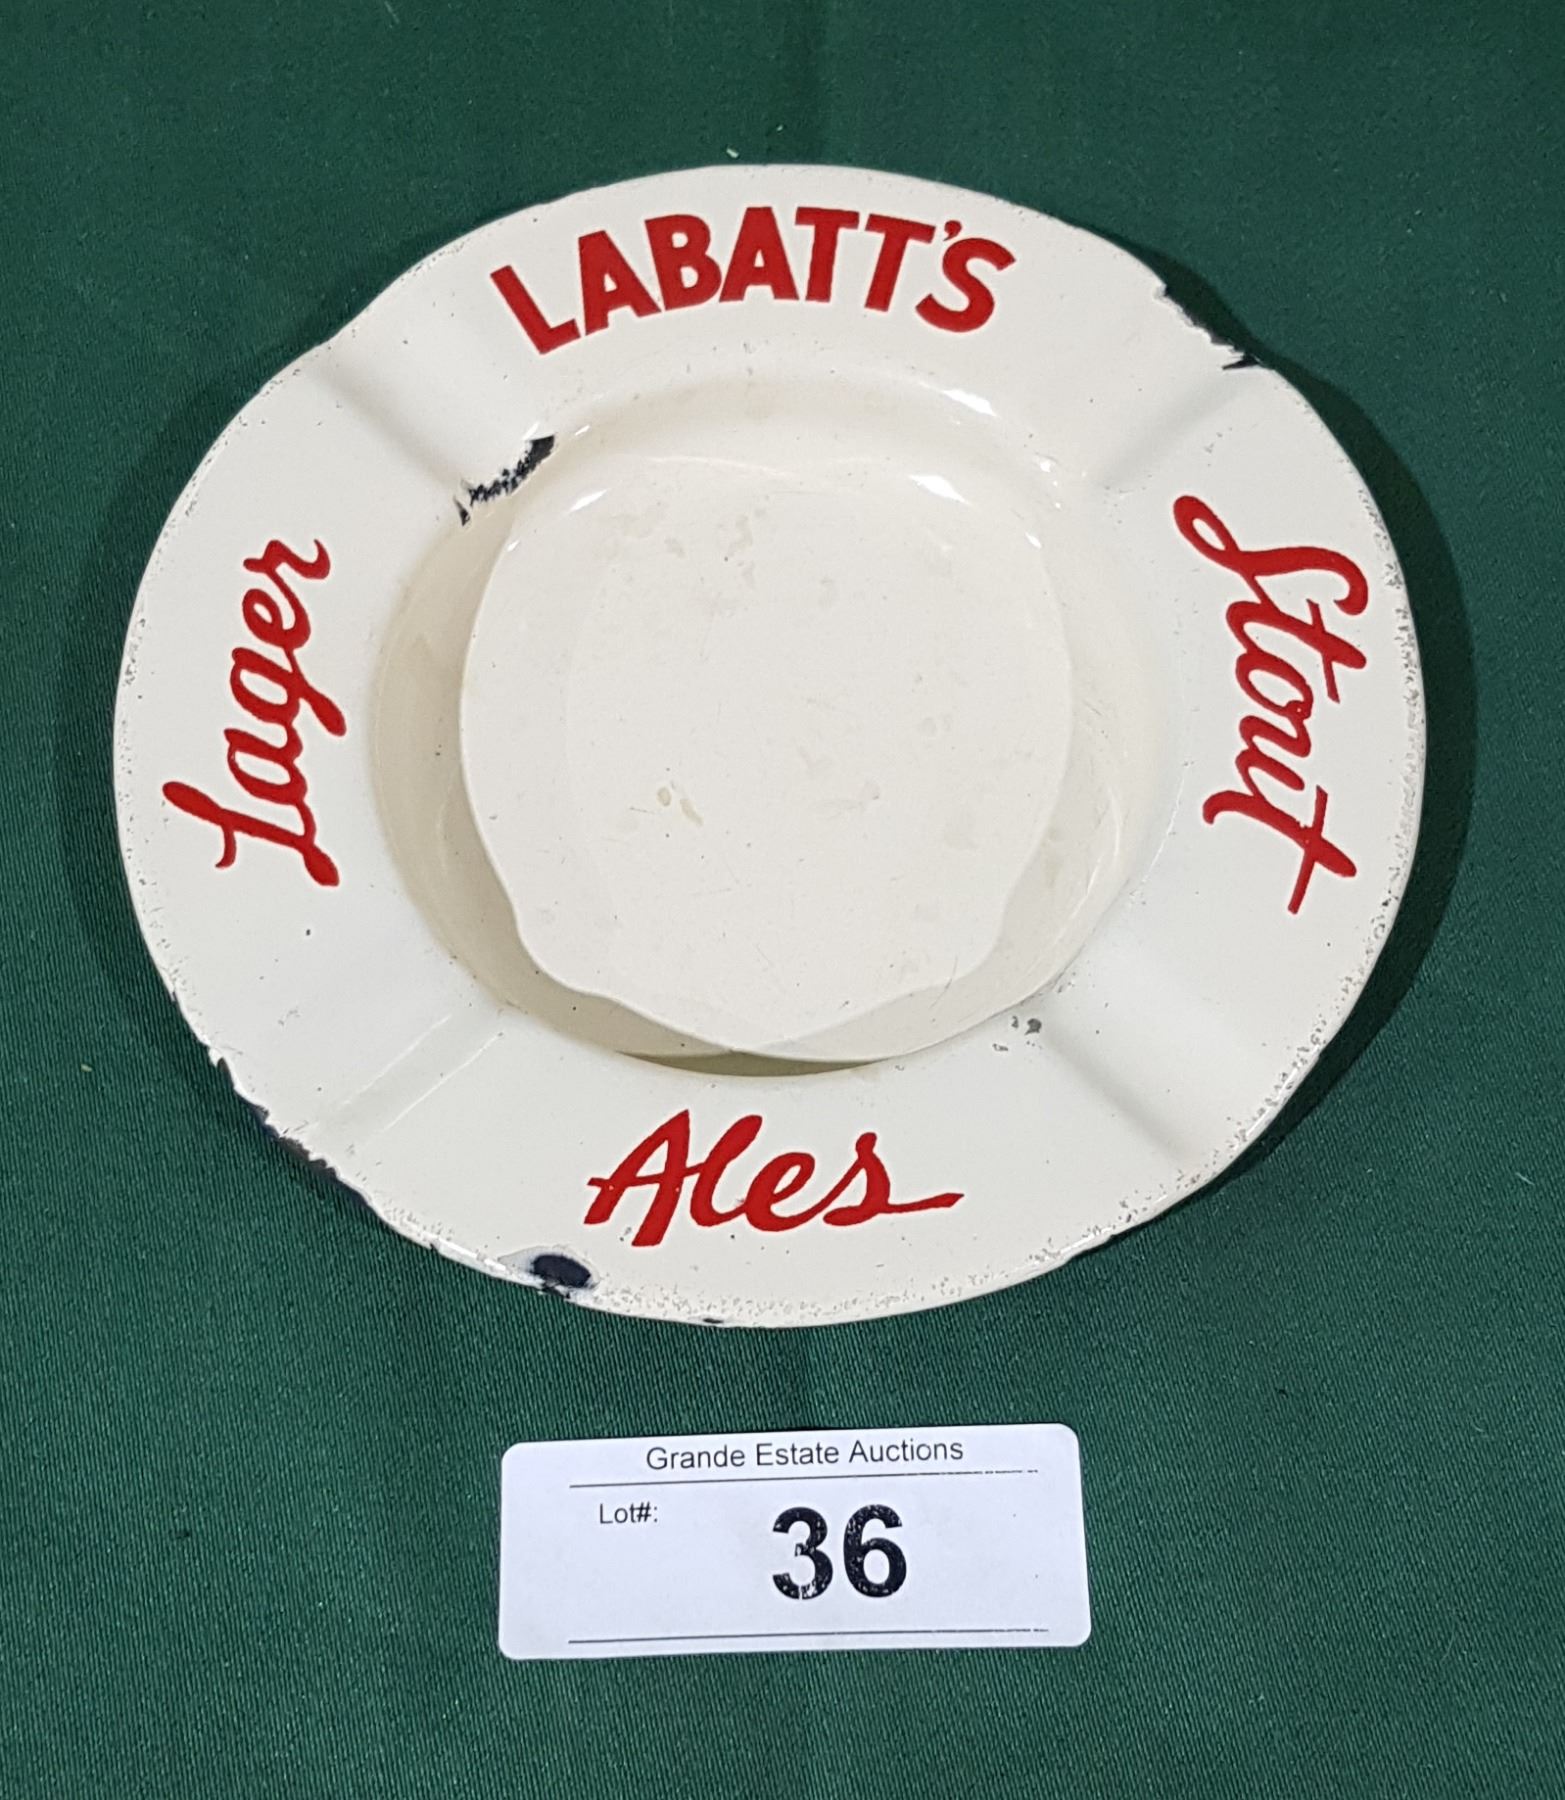 LABATT'S
Lager
Stout
Ales
Grande Estate Auctions
Lot#:
36